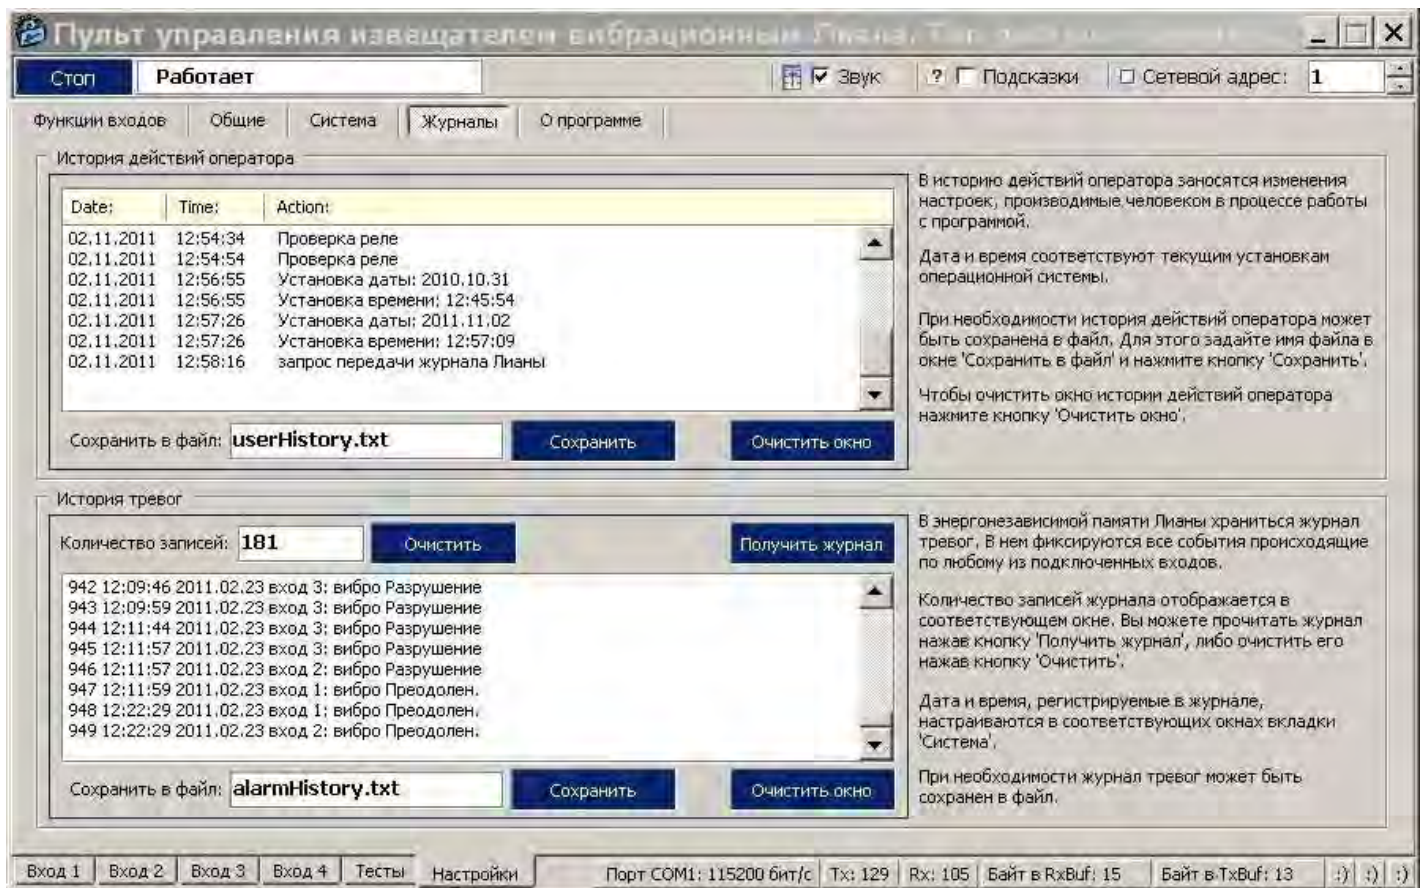 Пульт управления извещателем вибрационным Лиана.
Стоп
Работает
Звук
? Подсказки
Сетевой адрес: 1
Функции входов
Общие
Система
Журналы
О программе
История действий оператора
Date: Time: Action:
02.11.2011 12:54:34 Проверка реле
02.11.2011 12:54:54 Проверка реле
02.11.2011 12:56:55 Установка даты: 2010.10.31
02.11.2011 12:56:55 Установка времени: 12:45:54
02.11.2011 12:57:26 Установка даты: 2011.11.02
02.11.2011 12:57:26 Установка времени: 12:57:09
02.11.2011 12:58:16 запрос передачи журнала Лианы
Сохранить в файл: userHistory.txt
Сохранить
Очистить окно
В историю действий оператора заносятся изменения
настроек, производимые человеком в процессе работы
с программой.
Дата и время соответствуют текущим установкам
операционной системы.
При необходимости история действий оператора может
быть сохранена в файл. Для этого задайте имя файла в
окне 'Сохранить в файл' и нажмите кнопку 'Сохранить'.
Чтобы очистить окно истории действий оператора
нажмите кнопку 'Очистить окно'.
История тревог
Количество записей: 181
Очистить
Получить журнал
942 12:09:46 2011.02.23 вход 3: вибро Разрушение
943 12:09:59 2011.02.23 вход 3: вибро Разрушение
944 12:11:44 2011.02.23 вход 3: вибро Разрушение
945 12:11:57 2011.02.23 вход 3: вибро Разрушение
946 12:11:57 2011.02.23 вход 2: вибро Разрушение
947 12:11:59 2011.02.23 вход 1: вибро Преодолен.
948 12:22:29 2011.02.23 вход 1: вибро Преодолен.
949 12:22:29 2011.02.23 вход 2: вибро Преодолен.
Сохранить в файл: alarmHistory.txt
Сохранить
Очистить окно
В энергонезависимой памяти Лианы храниться журнал
тревог. В нем фиксируются все события происходящие
по любому из подключенных входов.
Количество записей журнала отображается в
соответствующем окне. Вы можете прочитать журнал
нажав кнопку 'Получить журнал', либо очистить его
нажав кнопку 'Очистить'.
Дата и время, регистрируемые в журнале,
настраиваются в соответствующих окнах вкладки
'Система'.
При необходимости журнал тревог может быть
сохранен в файл.
Вход 1
Вход 2
Вход 3
Вход 4
Тесты
Настройки
Порт COM1: 115200 бит/с
Tx: 129
Rx: 105
Байт в RxBuf: 15
Байт в TxBuf: 13
:)
:)
:)